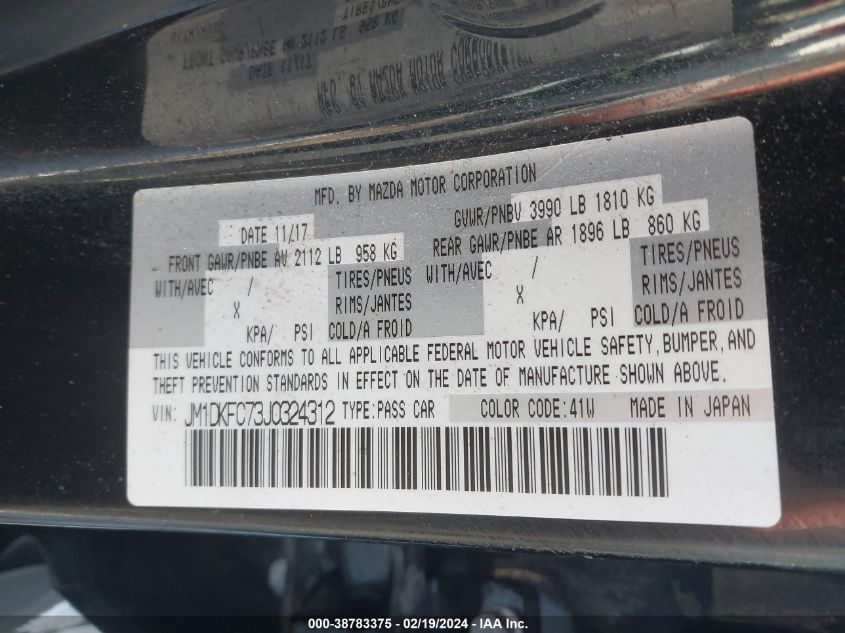 MFD. BY MAZDA MOTOR CORPORATION
DATE 11/17 GVWR/PNBV 3990 LB 1810 KG
FRONT GAWR/PNBE AV 2112 LB 958 KG REAR GAWR/PNBE AR 1896 LB 860 KG
WITH/AVEC / TIRES/PNEUS WITH/AVEC / TIRES/PNEUS
X RIMS/JANTES X RIMS/JANTES
KPA/ PSI COLD/A FROID KPA/ PSI COLD/A FROID
THIS VEHICLE CONFORMS TO ALL APPLICABLE FEDERAL MOTOR VEHICLE SAFETY, BUMPER, AND
THEFT PREVENTION STANDARDS IN EFFECT ON THE DATE OF MANUFACTURE SHOWN ABOVE.
VIN: JM1DKFC73J0324312 TYPE: PASS CAR COLOR CODE: 41W MADE IN JAPAN
000-38783375 - 02/19/2024 - IAAI.COM